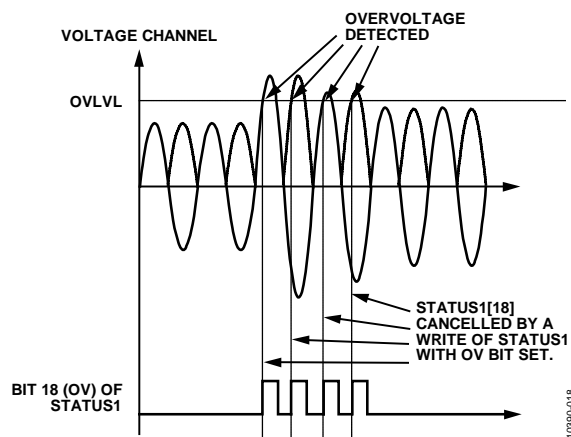 OVERVOLTAGE
DETECTED
VOLTAGE CHANNEL
OVLVL
STATUS1[18]
CANCELLED BY A
WRITE OF STATUS1
WITH OV BIT SET.
BIT 18 (OV) OF
STATUS1
10390-018